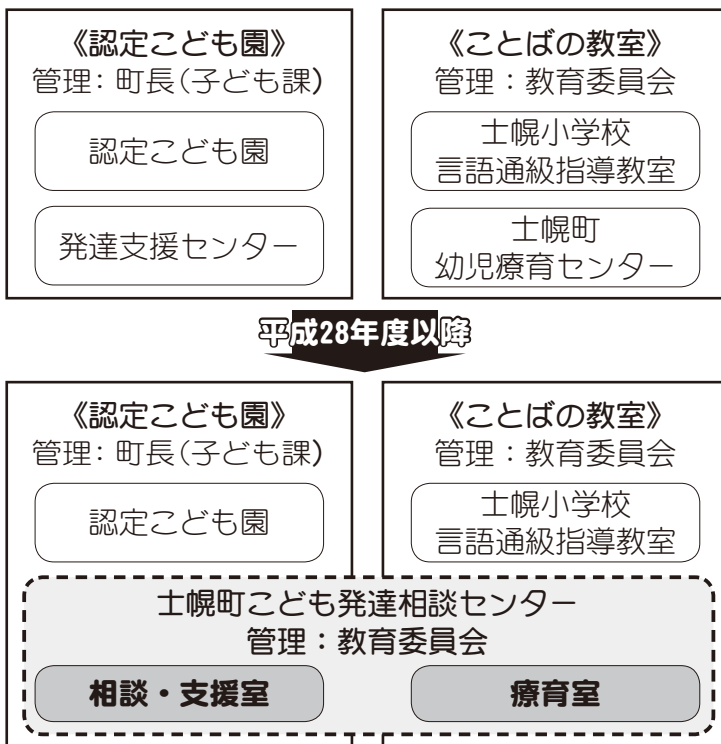 《認定こども園》
管理：町長（子ども課）
認定こども園
発達支援センター
《ことばの教室》
管理：教育委員会
士幌小学校
言語通級指導教室
士幌町
幼児療育センター
平成28年度以降
《認定こども園》
管理：町長（子ども課）
認定こども園
《ことばの教室》
管理：教育委員会
士幌小学校
言語通級指導教室
士幌町こども発達相談センター
管理：教育委員会
相談・支援室
療育室